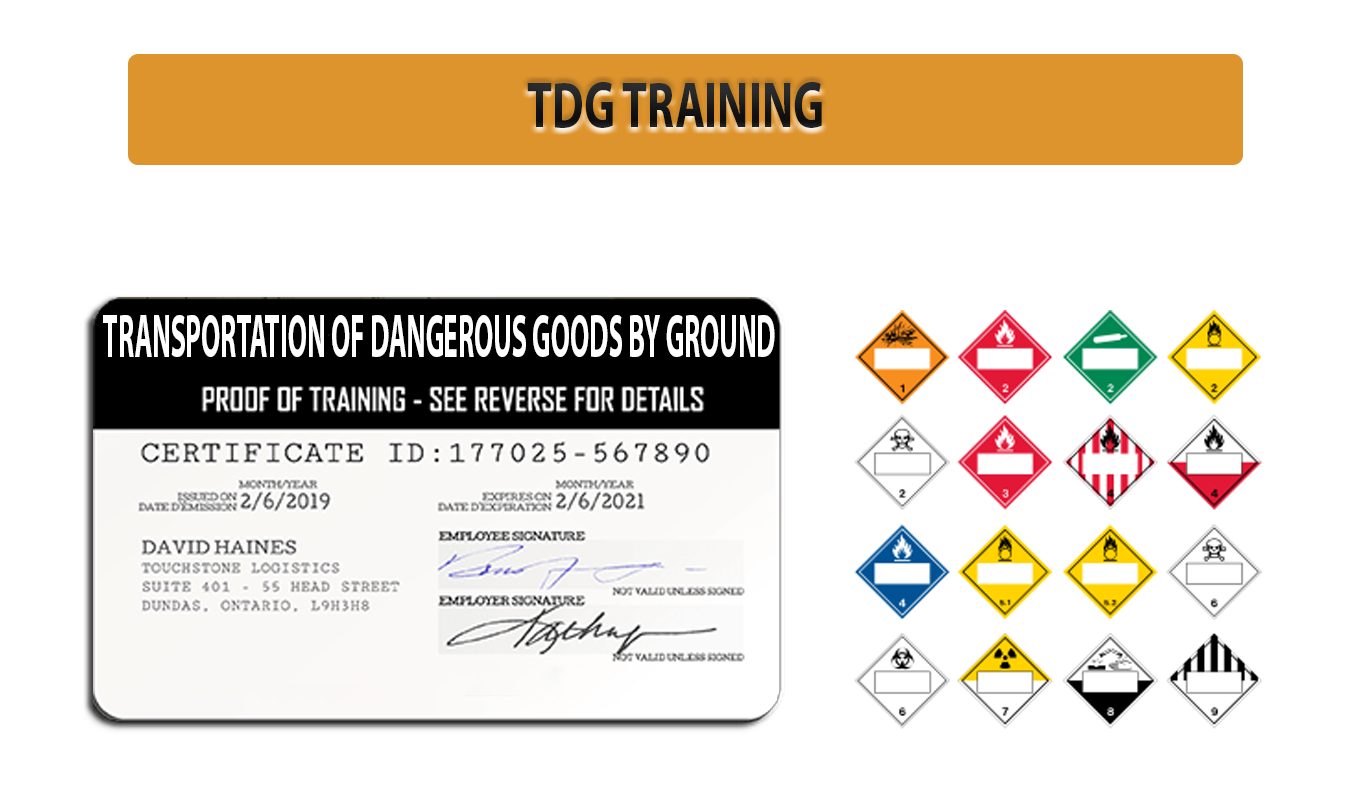 TDG TRAINING
TRANSPORTATION OF DANGEROUS GOODS BY GROUND
PROOF OF TRAINING - SEE REVERSE FOR DETAILS
CERTIFICATE ID:177025-567890
MONTH/YEAR
ISSUED ON
DATE D'EMISSION 2/6/2019
MONTH/YEAR
EXPIRES ON
DATE D'EXPIRATION 2/6/2021
DAVID HAINES
TOUCHSTONE LOGISTICS
SUITE 401 - 55 HEAD STREET
DUNDAS, ONTARIO, L9H3H8
EMPLOYEE SIGNATURE
NOT VALID UNLESS SIGNED
EMPLOYER SIGNATURE
NOT VALID UNLESS SIGNED
1 2 2 2
2 3 4 4
4 5.1 5.2 6
6 7 8 9